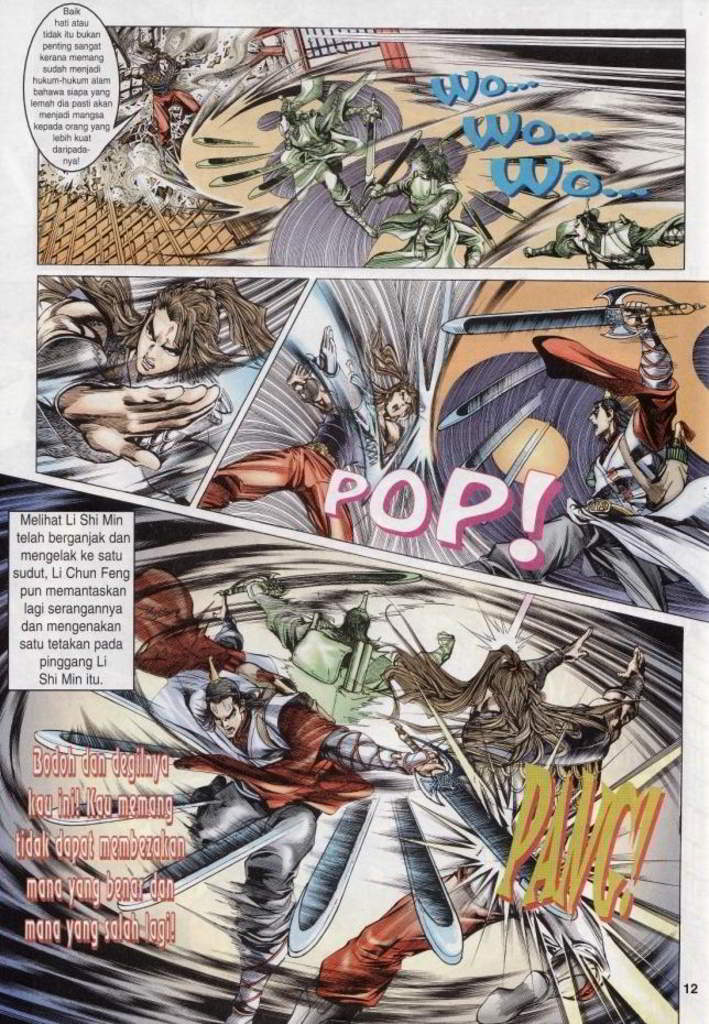 Baik
hati atau
tidak itu bukan
penting sangat
kerana memang
sudah menjadi
hukum-hukum alam
bahawa siapa yang
lemah dia pasti akan
menjadi mangsa
kepada orang yang
lebih kuat
daripada-
nya!
Wo...
Wo...Wo...
Wo...
POP!
Melihat Li Shi Min
telah berganjak dan
mengelak ke satu
sudut, Li Chun Feng
pun memantaskan
lagi serangannya
dan mengenakan
satu tetakan pada
pinggang Li
Shi Min itu.
Bodoh dan degilnya
kau ini! Kau memang
tidak dapat membezakan
mana yang benar dan
mana yang salah lagi!
PANG!
12